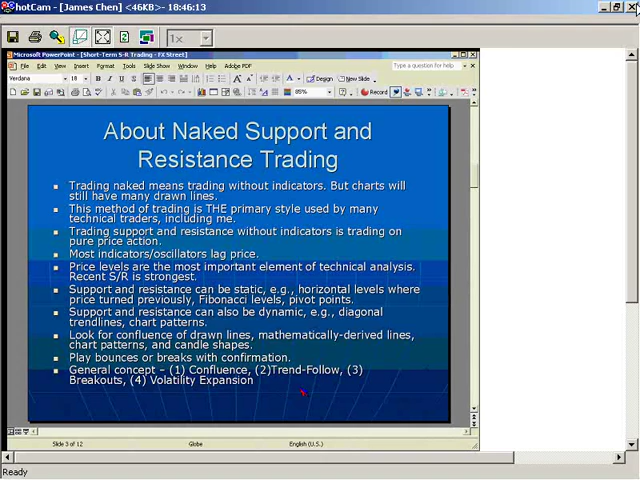 hotCam - [James Chen] <46KB> - 18:46:13
1x
Microsoft PowerPoint - [Short-Term S-R Trading - FX Street]
File Edit View Insert Format Tools Slide Show Window Help Adobe PDF
Type a question for help
Verdana 18 B I U S Design New Slide
85% Record
About Naked Support and
Resistance Trading
Trading naked means trading without indicators. But charts will
still have many drawn lines.
This method of trading is THE primary style used by many
technical traders, including me.
Trading support and resistance without indicators is trading on
pure price action.
Most indicators/oscillators lag price.
Price levels are the most important element of technical analysis.
Recent S/R is strongest.
Support and resistance can be static, e.g., horizontal levels where
price turned previously, Fibonacci levels, pivot points.
Support and resistance can also be dynamic, e.g., diagonal
trendlines, chart patterns.
Look for confluence of drawn lines, mathematically-derived lines,
chart patterns, and candle shapes.
Play bounces or breaks with confirmation.
General concept – (1) Confluence, (2)Trend-Follow, (3)
Breakouts, (4) Volatility Expansion
Slide 3 of 12 Globe English (U.S.)
Ready